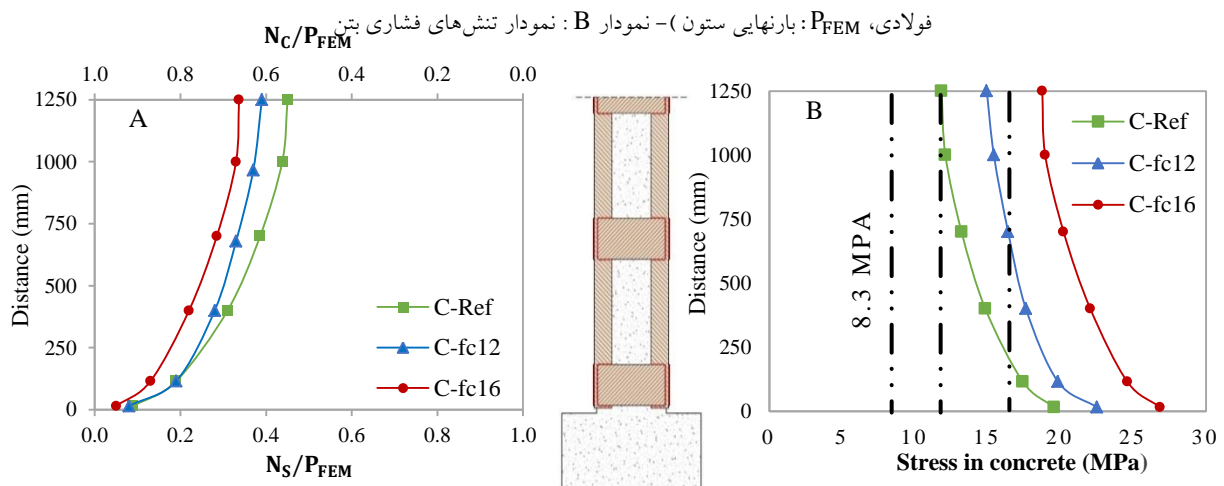 فولادی، P_FEM: بارنهایی ستون )- نمودار B : نمودار تنش‌های فشاری بتن
N_C/P_FEM
1.0 0.8 0.6 0.4 0.2 0.0
A
1250
1000
750
500
250
0
Distance (mm)
C-Ref
C-fc12
C-fc16
0.0 0.2 0.4 0.6 0.8 1.0
N_S/P_FEM
B
1250
1000
750
500
250
0
Distance (mm)
8.3 MPA
C-Ref
C-fc12
C-fc16
0 5 10 15 20 25 30
Stress in concrete (MPa)